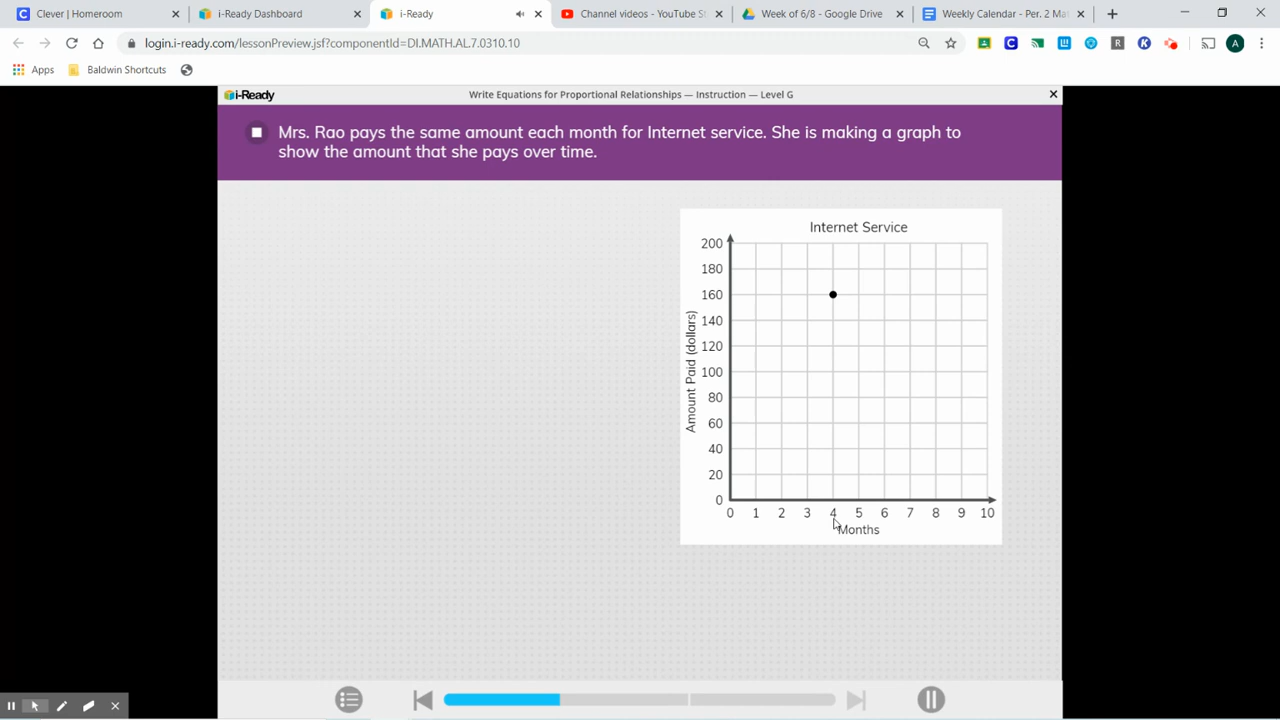 Clever | Homeroom
i-Ready Dashboard
i-Ready
Channel videos - YouTube St
Week of 6/8 - Google Drive
Weekly Calendar - Per. 2 Ma
login.i-ready.com/lessonPreview.jsf?componentId=DI.MATH.AL.7.0310.10
Apps
Baldwin Shortcuts
i-Ready
Write Equations for Proportional Relationships — Instruction — Level G
Mrs. Rao pays the same amount each month for Internet service. She is making a graph to
show the amount that she pays over time.
Internet Service
200
180
160
140
120
100
80
60
40
20
0
Amount Paid (dollars)
0 1 2 3 4 5 6 7 8 9 10
Months